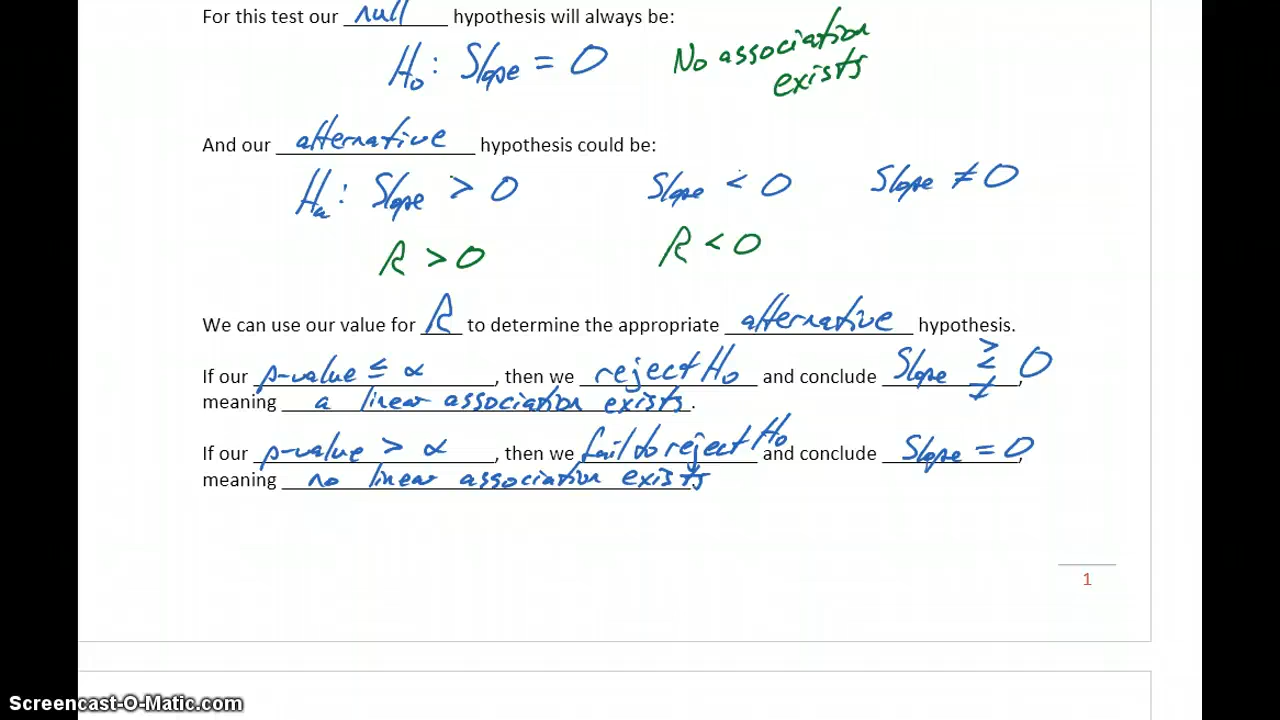 For this test our null hypothesis will always be:
H₀: Slope = 0 No association exists
And our alternative hypothesis could be:
Hₐ: Slope > 0 Slope < 0 Slope ≠ 0
R > 0 R < 0
We can use our value for R to determine the appropriate alternative hypothesis.
If our p-value ≤ α, then we reject H₀ and conclude Slope > < ≠ 0,
meaning a linear association exists.
If our p-value > α, then we fail to reject H₀ and conclude Slope = 0,
meaning no linear association exists.
1
Screencast-O-Matic.com